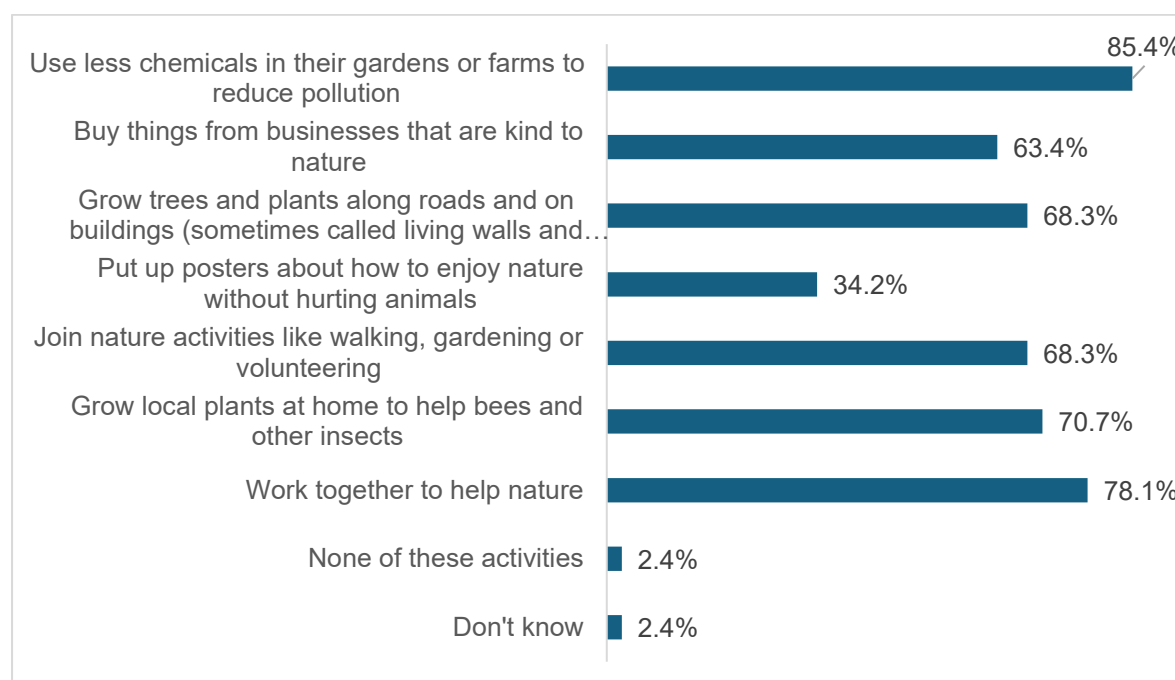 85.4%
Use less chemicals in their gardens or farms to
reduce pollution
Buy things from businesses that are kind to
nature
63.4%
Grow trees and plants along roads and on
buildings (sometimes called living walls and…
68.3%
Put up posters about how to enjoy nature
without hurting animals
34.2%
Join nature activities like walking, gardening or
volunteering
68.3%
Grow local plants at home to help bees and
other insects
70.7%
Work together to help nature
78.1%
None of these activities
2.4%
Don't know
2.4%